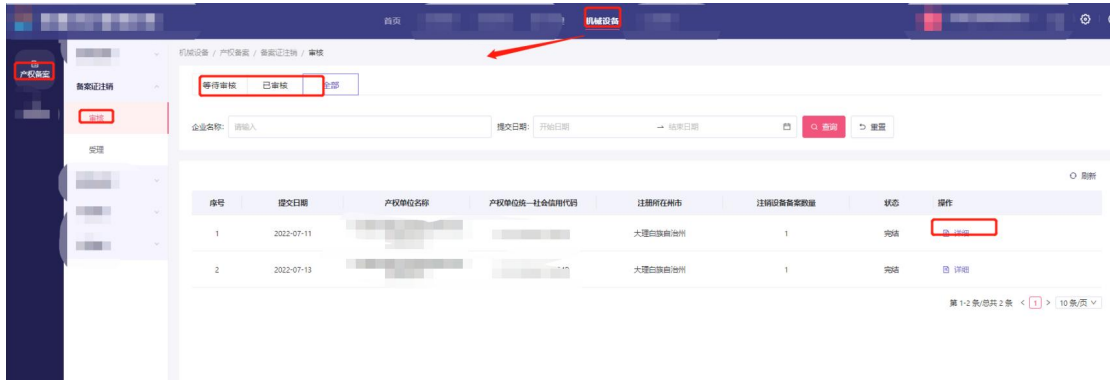 首页
机械设备
产权备案
备案证注销
审核
受理
机械设备 / 产权备案 / 备案证注销 / 审核
等待审核 已审核 全部
企业名称: 请输入 提交日期: 开始日期 → 结束日期 查询 重置
刷新
序号 提交日期 产权单位名称 产权单位统一社会信用代码 注册所在州市 注销设备备案数量 状态 操作
1 2022-07-11 大理白族自治州 1 完结 详细
2 2022-07-13 大理白族自治州 1 完结 详细
第 1-2 条/总共 2 条 < 1 > 10 条/页